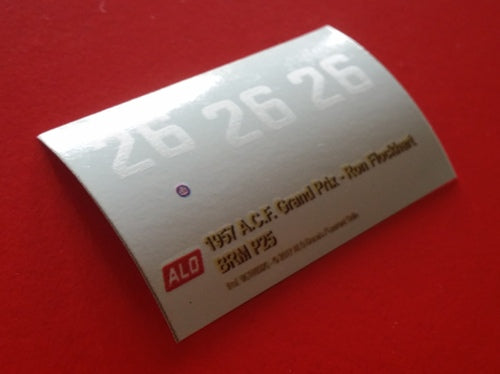 26 26 26
1957 A.C.F. Grand Prix - Ron Flockhart
ALO BRM P25